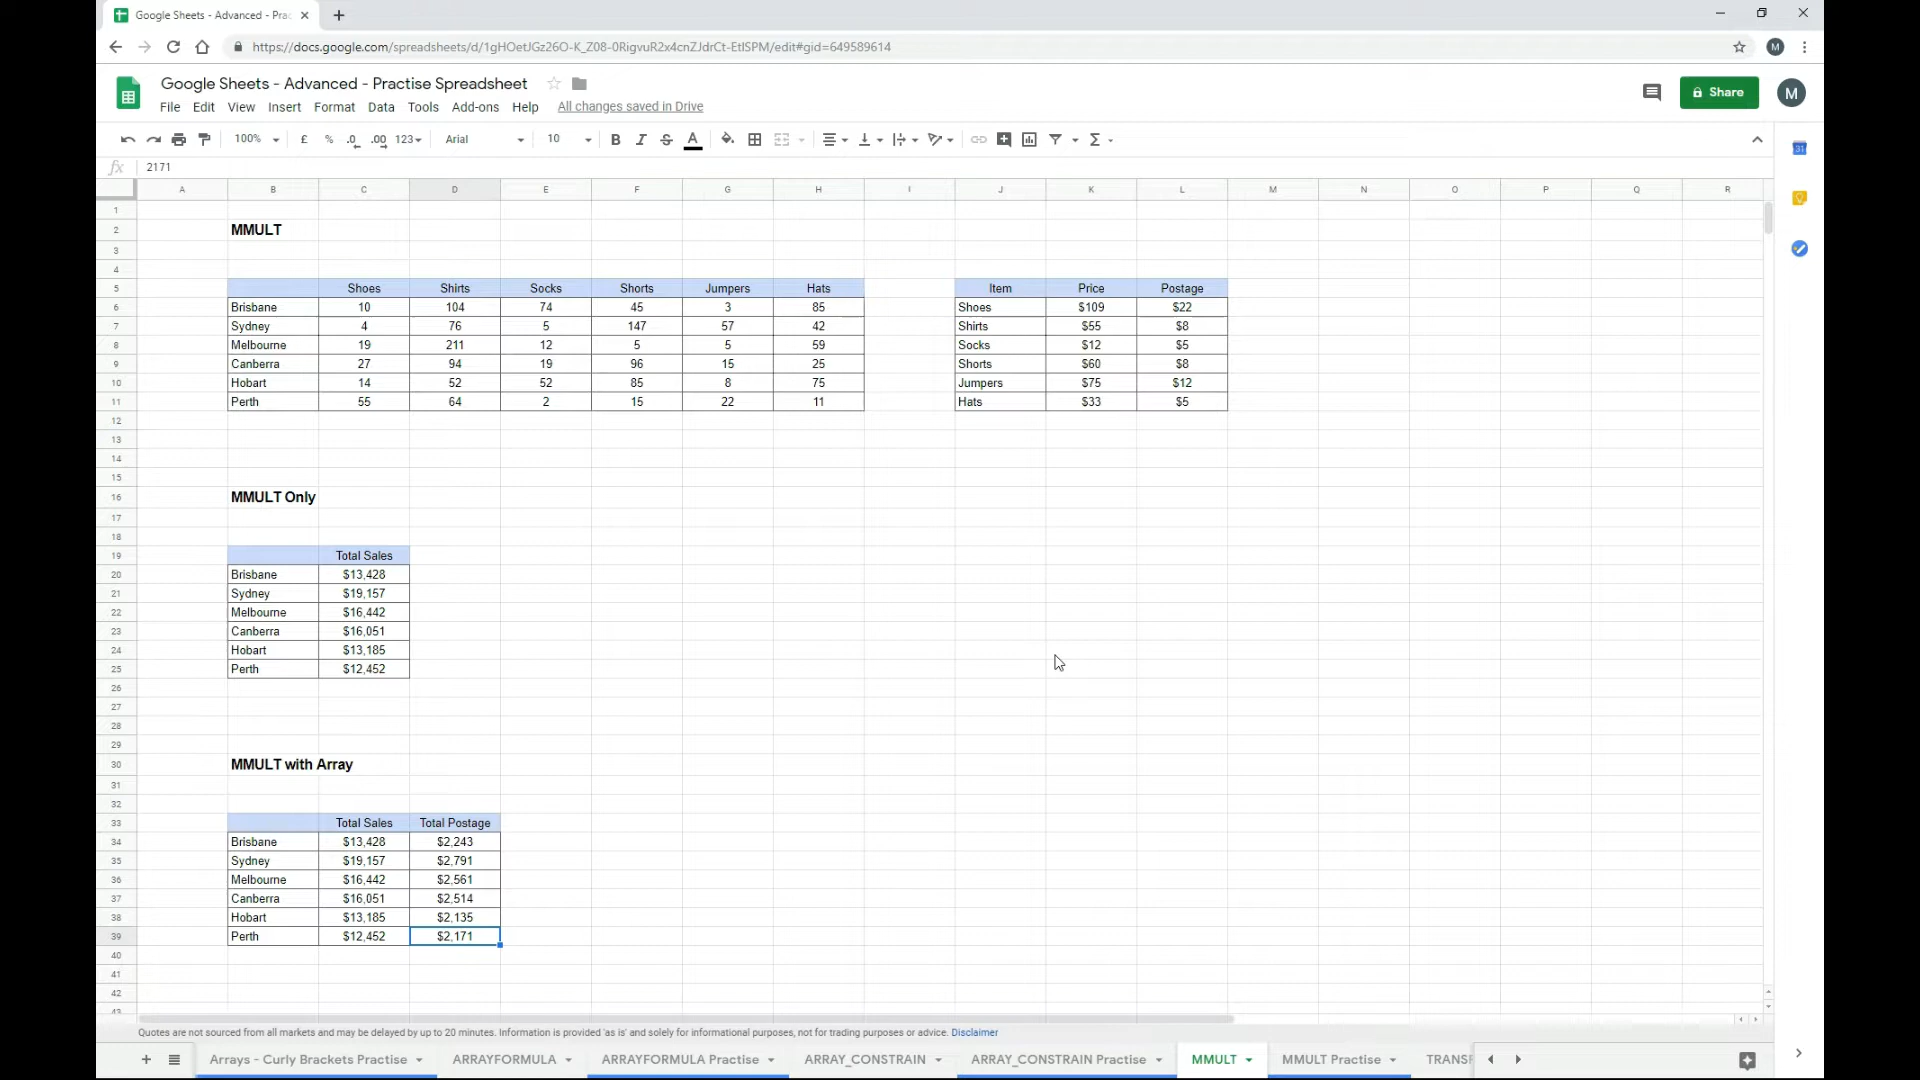 Google Sheets - Advanced - Prac
https://docs.google.com/spreadsheets/d/1gHOetJGz26O-K_Z08-0RigvuR2x4cnZJdrCt-EtlSPM/edit#gid=649589614
M
Google Sheets - Advanced - Practise Spreadsheet
Share
M
File Edit View Insert Format Data Tools Add-ons Help All changes saved in Drive
100% £ % .0 .00 123 Arial 10 B I S A Σ
31
fx 2171
A B C D E F G H I J K L M N O P Q R
1
2 MMULT
3
4
5 Shoes Shirts Socks Shorts Jumpers Hats Item Price Postage
6 Brisbane 10 104 74 45 3 85 Shoes $109 $22
7 Sydney 4 76 5 147 57 42 Shirts $55 $8
8 Melbourne 19 211 12 5 5 59 Socks $12 $5
9 Canberra 27 94 19 96 15 25 Shorts $60 $8
10 Hobart 14 52 52 85 8 75 Jumpers $75 $12
11 Perth 55 64 2 15 22 11 Hats $33 $5
12
13
14
15
16 MMULT Only
17
18
19 Total Sales
20 Brisbane $13,428
21 Sydney $19,157
22 Melbourne $16,442
23 Canberra $16,051
24 Hobart $13,185
25 Perth $12,452
26
27
28
29
30 MMULT with Array
31
32
33 Total Sales Total Postage
34 Brisbane $13,428 $2,243
35 Sydney $19,157 $2,791
36 Melbourne $16,442 $2,561
37 Canberra $16,051 $2,514
38 Hobart $13,185 $2,135
39 Perth $12,452 $2,171
40
41
42
43
Quotes are not sourced from all markets and may be delayed by up to 20 minutes. Information is provided 'as is' and solely for informational purposes, not for trading purposes or advice. Disclaimer
Arrays - Curly Brackets Practise ARRAYFORMULA ARRAYFORMULA Practise ARRAY_CONSTRAIN ARRAY_CONSTRAIN Practise MMULT MMULT Practise TRANSF